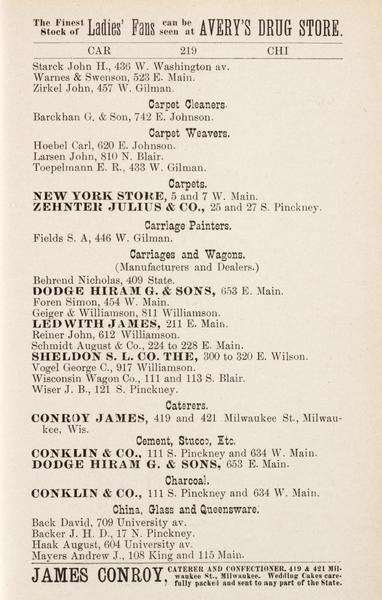 The Finest Stock of Ladies' Fans can be seen at AVERY'S DRUG STORE.
CAR 219 CHI
Starck John H., 436 W. Washington av.
Warnes & Swenson, 523 E. Main.
Zirkel John, 457 W. Gilman.
Carpet Cleaners.
Barckhan G. & Son, 742 E. Johnson.
Carpet Weavers.
Hoebel Carl, 620 E. Johnson.
Larsen John, 810 N. Blair.
Toepelmann E. R., 433 W. Gilman.
Carpets.
NEW YORK STORE, 5 and 7 W. Main.
ZEHNTER JULIUS & CO., 25 and 27 S. Pinckney.
Carriage Painters.
Fields S. A, 446 W. Gilman.
Carriages and Wagons.
(Manufacturers and Dealers.)
Behrend Nicholas, 409 State.
DODGE HIRAM G. & SONS, 653 E. Main.
Foren Simon, 454 W. Main.
Geiger & Williamson, 811 Williamson.
LEDWITH JAMES, 211 E. Main.
Reiner John, 612 Williamson.
Schmidt August & Co., 224 to 228 E. Main.
SHELDON S. L. CO. THE, 300 to 320 E. Wilson.
Vogel George C., 917 Williamson.
Wisconsin Wagon Co., 111 and 113 S. Blair.
Wiser J. B., 121 S. Pinckney.
Caterers.
CONROY JAMES, 419 and 421 Milwaukee St., Milwau-
kee, Wis.
Cement, Stucco, Etc.
CONKLIN & CO., 111 S. Pinckney and 634 W. Main.
DODGE HIRAM G. & SONS, 653 E. Main.
Charcoal.
CONKLIN & CO., 111 S. Pinckney and 634 W. Main.
China, Glass and Queensware.
Back David, 709 University av.
Backer J. H. D., 17 N. Pinckney.
Haak August, 604 University av.
Mayers Andrew J., 108 King and 115 Main.
JAMES CONROY, CATERER AND CONFECTIONER, 419 & 421 Mil-
waukee St., Milwaukee. Wedding Cakes care-
fully packed and sent to any part of the State.